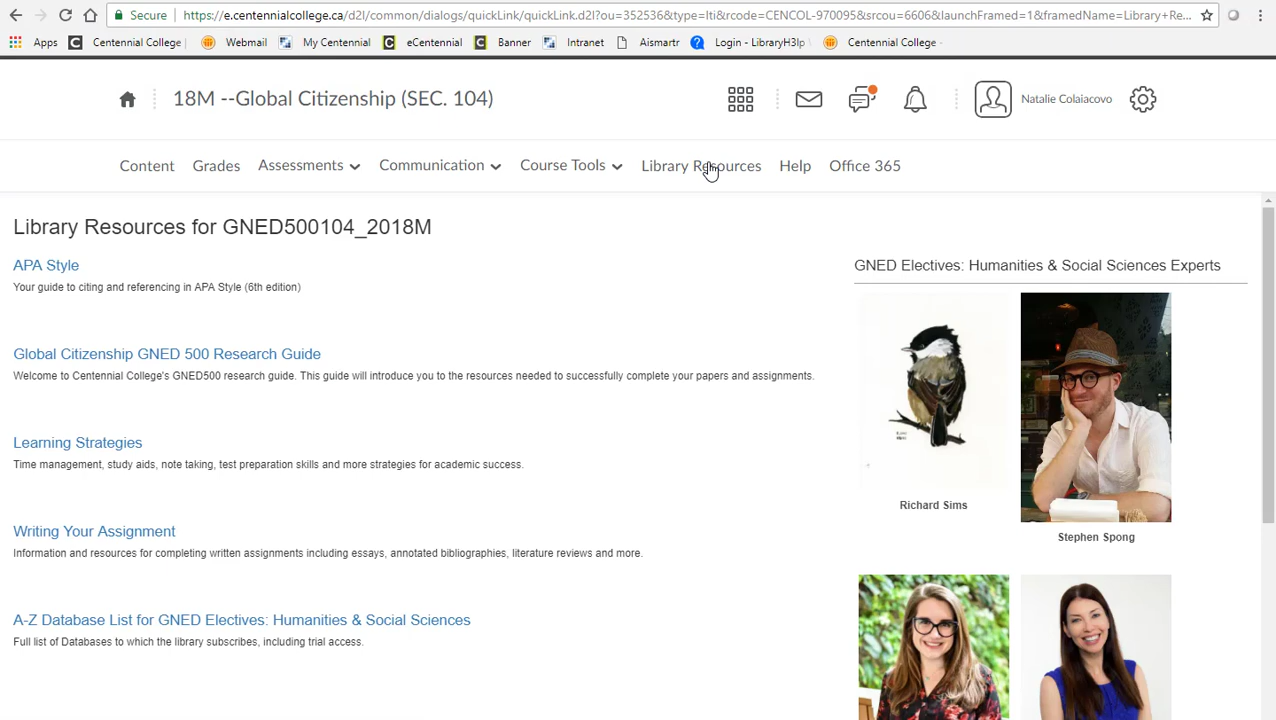 Secure
https://e.centennialcollege.ca/d2l/common/dialogs/quickLink/quickLink.d2l?ou=352536&type=lti&rcode=CENCOL-970095&srcou=6606&launchFramed=1&framedName=Library+Re...
Apps Centennial College Webmail My Centennial eCentennial Banner Intranet Aismartr Login - LibraryH3lp Centennial College -
18M --Global Citizenship (SEC. 104)
Natalie Colaiacovo
Content Grades Assessments Communication Course Tools Library Resources Help Office 365
Library Resources for GNED500104_2018M
APA Style
Your guide to citing and referencing in APA Style (6th edition)
Global Citizenship GNED 500 Research Guide
Welcome to Centennial College's GNED500 research guide. This guide will introduce you to the resources needed to successfully complete your papers and assignments.
Learning Strategies
Time management, study aids, note taking, test preparation skills and more strategies for academic success.
Writing Your Assignment
Information and resources for completing written assignments including essays, annotated bibliographies, literature reviews and more.
A-Z Database List for GNED Electives: Humanities & Social Sciences
Full list of Databases to which the library subscribes, including trial access.
GNED Electives: Humanities & Social Sciences Experts
Richard Sims
Stephen Spong